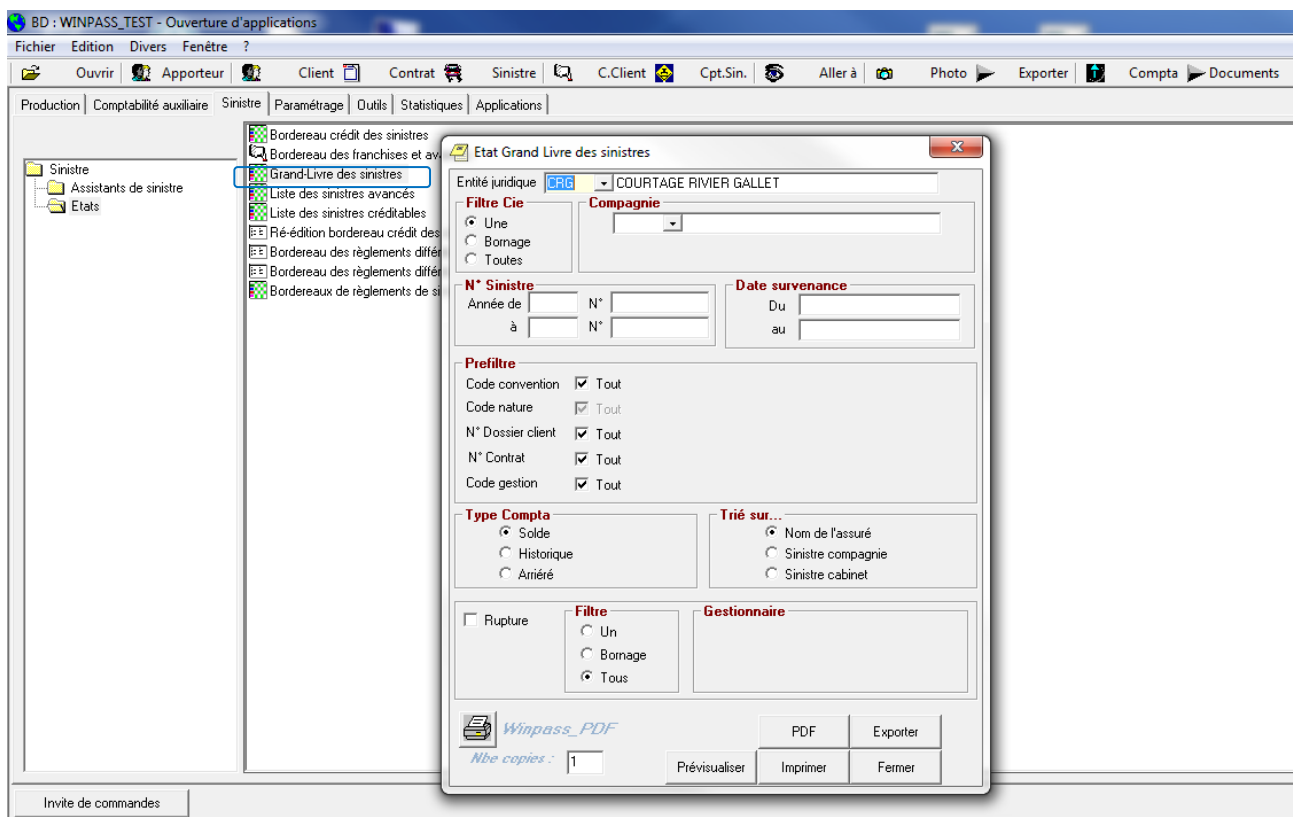 BD : WINPASS_TEST - Ouverture d'applications
Fichier Edition Divers Fenêtre ?
Ouvrir Apporteur Client Contrat Sinistre C.Client Cpt.Sin. Aller à Photo Exporter Compta Documents
Production Comptabilité auxiliaire Sinistre Paramétrage Outils Statistiques Applications
Sinistre
Assistants de sinistre
Etats
Bordereau crédit des sinistres
Bordereau des franchises et av
Grand-Livre des sinistres
Liste des sinistres avancés
Liste des sinistres créditables
Ré-édition bordereau crédit des
Bordereau des règlements différ
Bordereau des règlements différ
Bordereaux de règlements de si
Etat Grand Livre des sinistres
Entité juridique CRG COURTAGE RIVIER GALLET
Filtre Cie
Une
Bornage
Toutes
Compagnie
N° Sinistre
Année de N°
à N°
Date survenance
Du
au
Prefiltre
Code convention Tout
Code nature Tout
N° Dossier client Tout
N° Contrat Tout
Code gestion Tout
Type Compta
Solde
Historique
Arriéré
Trié sur...
Nom de l'assuré
Sinistre compagnie
Sinistre cabinet
Rupture
Filtre
Un
Bornage
Tous
Gestionnaire
Winpass_PDF
Nbe copies : 1
PDF Exporter
Prévisualiser Imprimer Fermer
Invite de commandes